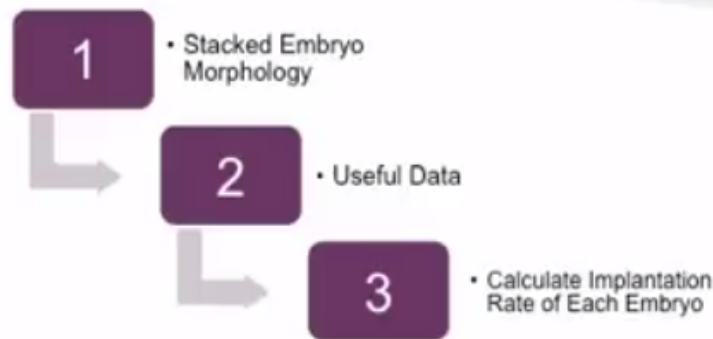 1
• Stacked Embryo
Morphology
2
• Useful Data
3
• Calculate Implantation
Rate of Each Embryo